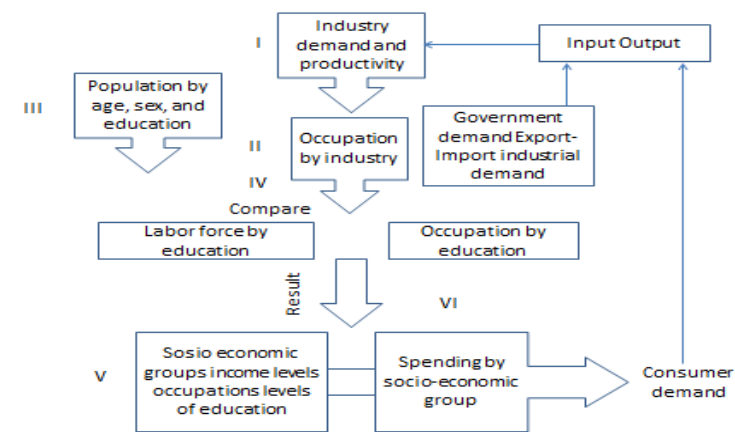 I
Industry
demand and
productivity
Input Output
III
Population by
age, sex, and
education
II
Occupation
by industry
Government
demand Export-
Import industrial
demand
IV
Compare
Labor force by
education
Occupation by
education
Result
VI
V
Sosio economic
groups income levels
occupations levels
of education
Spending by
socio-economic
group
Consumer
demand